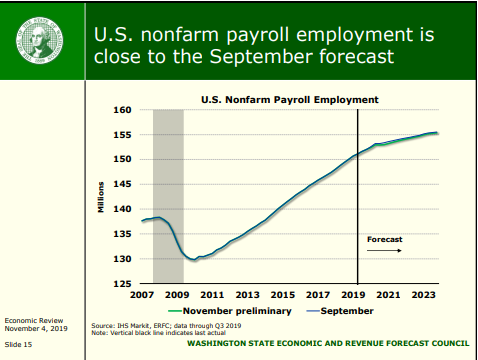 U.S. nonfarm payroll employment is
close to the September forecast
U.S. Nonfarm Payroll Employment
160
155
150
145
140
135
130
125
Millions
Forecast
2007 2009 2011 2013 2015 2017 2019 2021 2023
November preliminary September
Economic Review
November 4, 2019
Slide 15
Source: IHS Markit, ERFC; data through Q3 2019
Note: Vertical black line indicates last actual
WASHINGTON STATE ECONOMIC AND REVENUE FORECAST COUNCIL